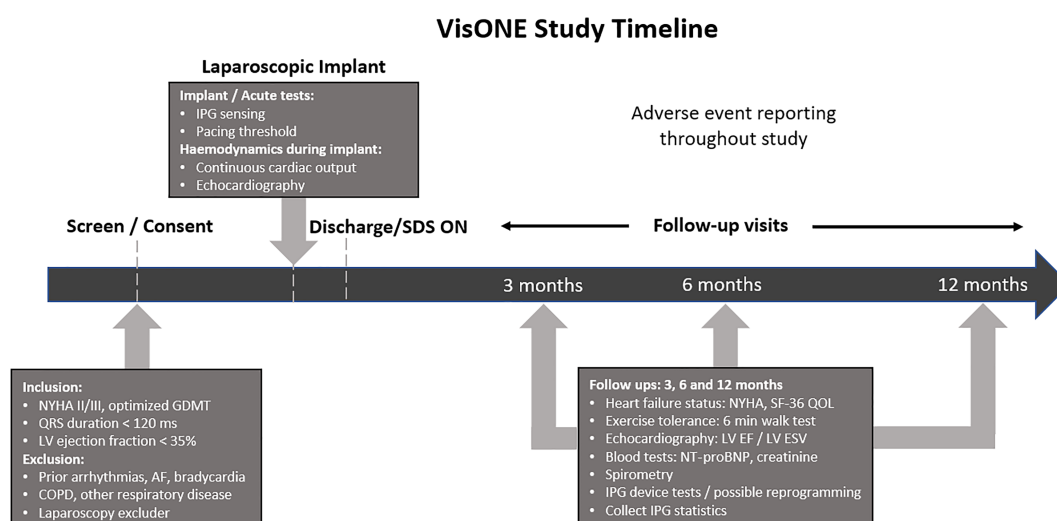 VisONE Study Timeline
Laparoscopic Implant
Implant / Acute tests:
• IPG sensing
• Pacing threshold
Haemodynamics during implant:
• Continuous cardiac output
• Echocardiography
Adverse event reporting
throughout study
Screen / Consent
Discharge/SDS ON
Follow-up visits
3 months
6 months
12 months
Inclusion:
• NYHA II/III, optimized GDMT
• QRS duration < 120 ms
• LV ejection fraction < 35%
Exclusion:
• Prior arrhythmias, AF, bradycardia
• COPD, other respiratory disease
• Laparoscopy excluder
Follow ups: 3, 6 and 12 months
• Heart failure status: NYHA, SF-36 QOL
• Exercise tolerance: 6 min walk test
• Echocardiography: LV EF / LV ESV
• Blood tests: NT-proBNP, creatinine
• Spirometry
• IPG device tests / possible reprogramming
• Collect IPG statistics